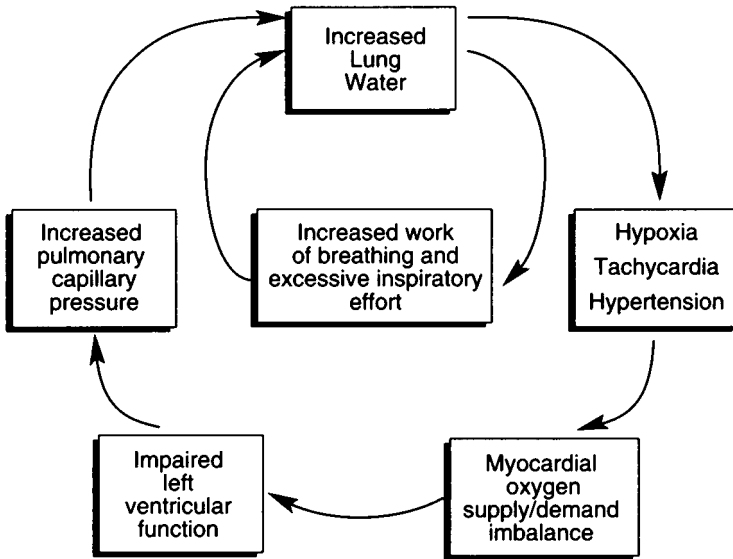 Increased
Lung
Water
Increased
pulmonary
capillary
pressure
Increased work
of breathing and
excessive inspiratory
effort
Hypoxia
Tachycardia
Hypertension
Impaired
left
ventricular
function
Myocardial
oxygen
supply/demand
imbalance